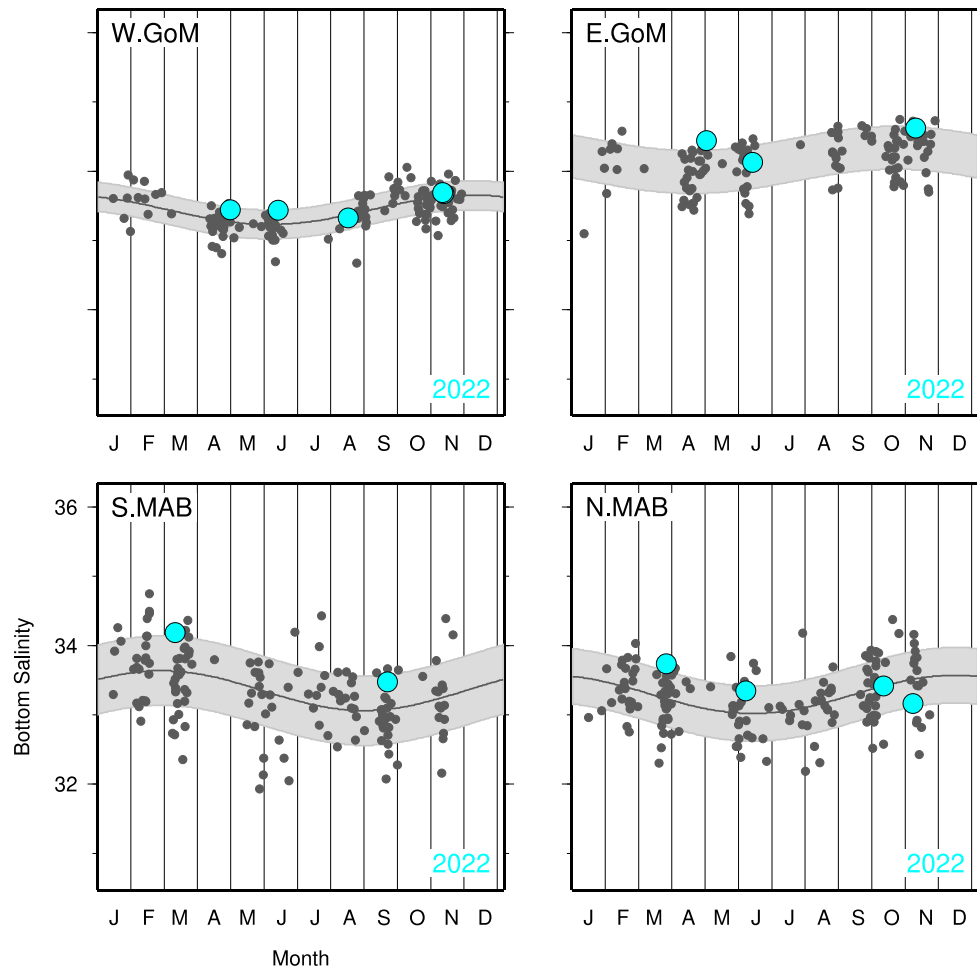 W.GoM
2022
J F M A M J J A S O N D
E.GoM
2022
J F M A M J J A S O N D
S.MAB
36
34
32
Bottom Salinity
2022
J F M A M J J A S O N D
Month
N.MAB
2022
J F M A M J J A S O N D